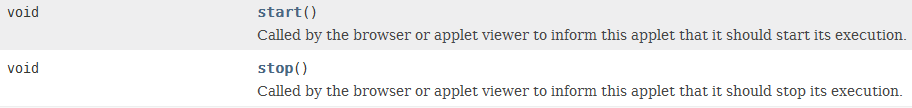 void start()
Called by the browser or applet viewer to inform this applet that it should start its execution.
void stop()
Called by the browser or applet viewer to inform this applet that it should stop its execution.